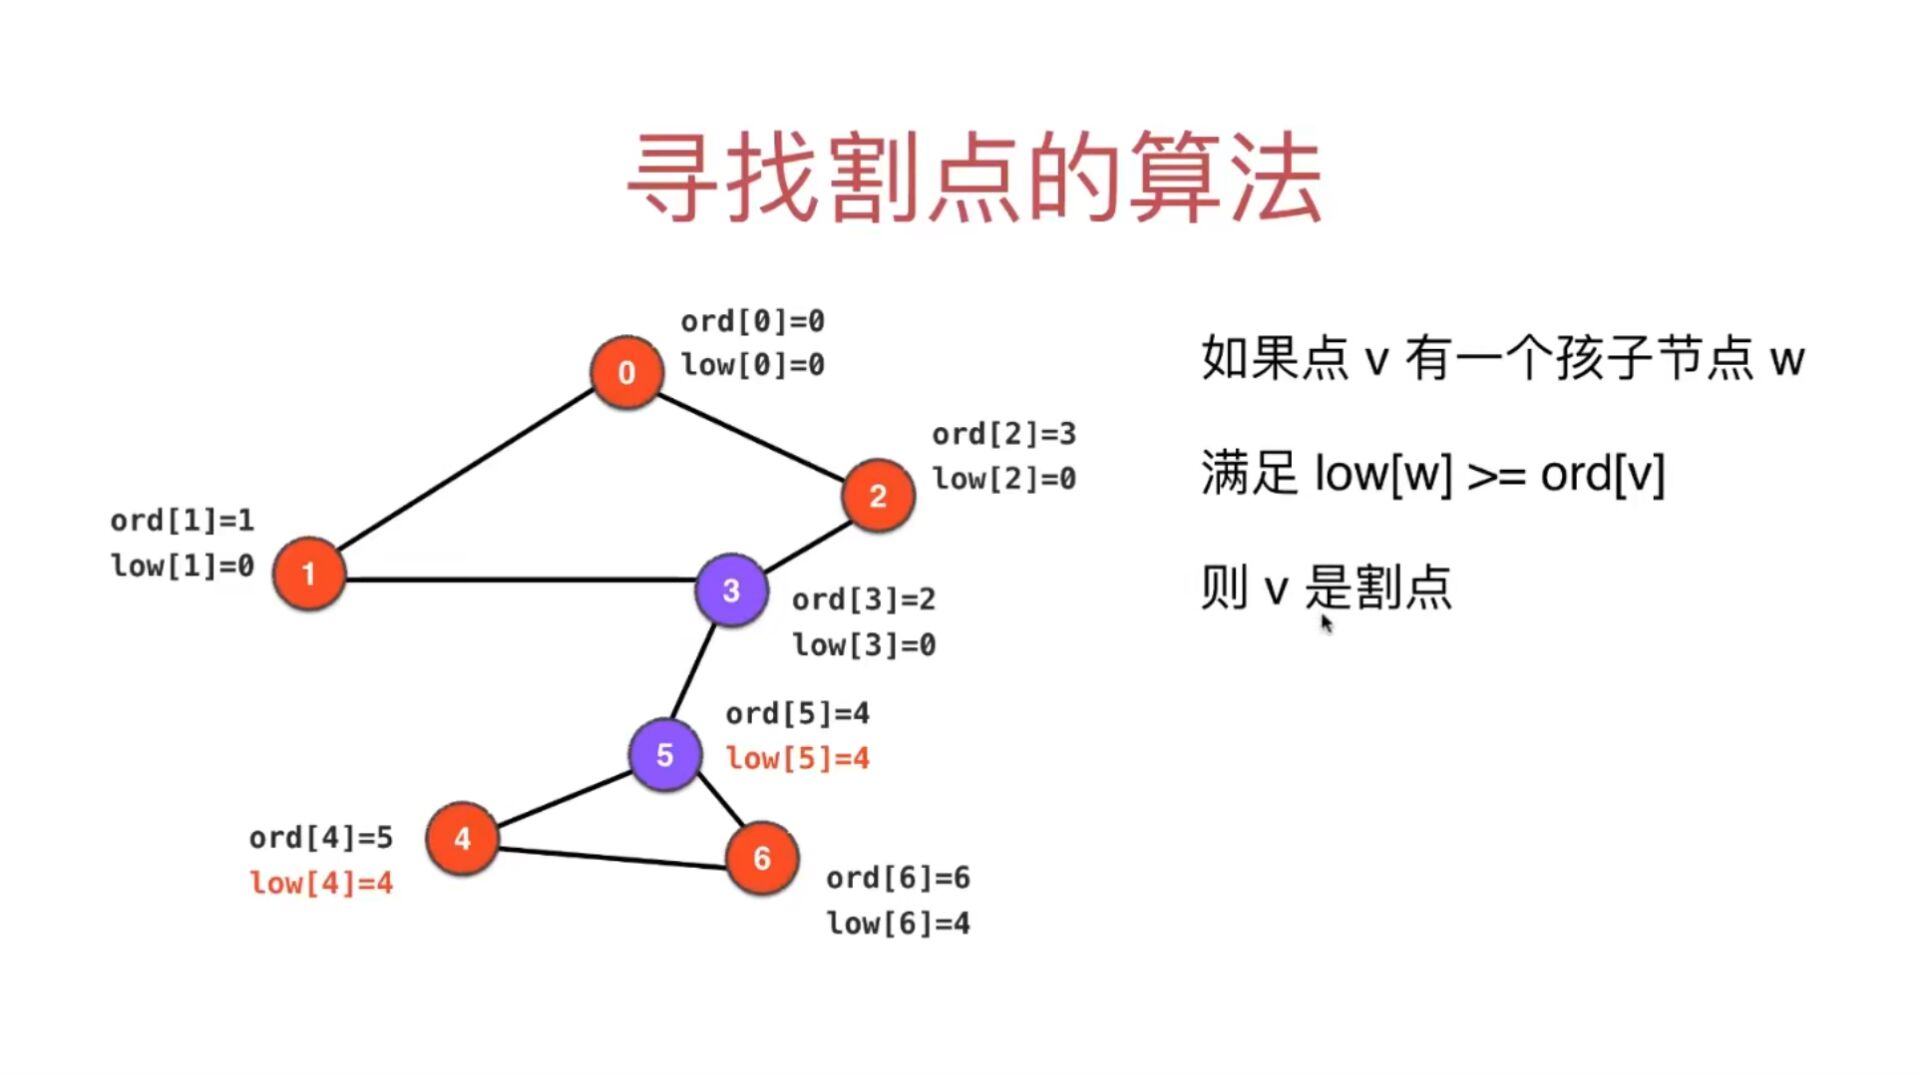 寻找割点的算法
ord[0]=0
low[0]=0
0
ord[2]=3
low[2]=0
2
ord[1]=1
low[1]=0
1
3
ord[3]=2
low[3]=0
ord[5]=4
low[5]=4
5
ord[4]=5
low[4]=4
4
6
ord[6]=6
low[6]=4
如果点 v 有一个孩子节点 w
满足 low[w] >= ord[v]
则 v 是割点